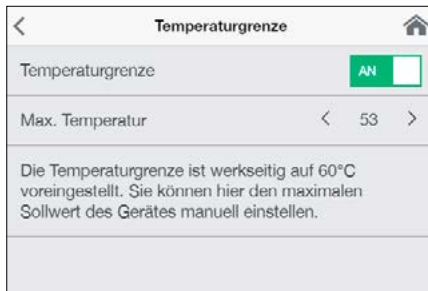 Temperaturgrenze
Temperaturgrenze AN
Max. Temperatur < 53 >
Die Temperaturgrenze ist werkseitig auf 60°C
voreingestellt. Sie können hier den maximalen
Sollwert des Gerätes manuell einstellen.